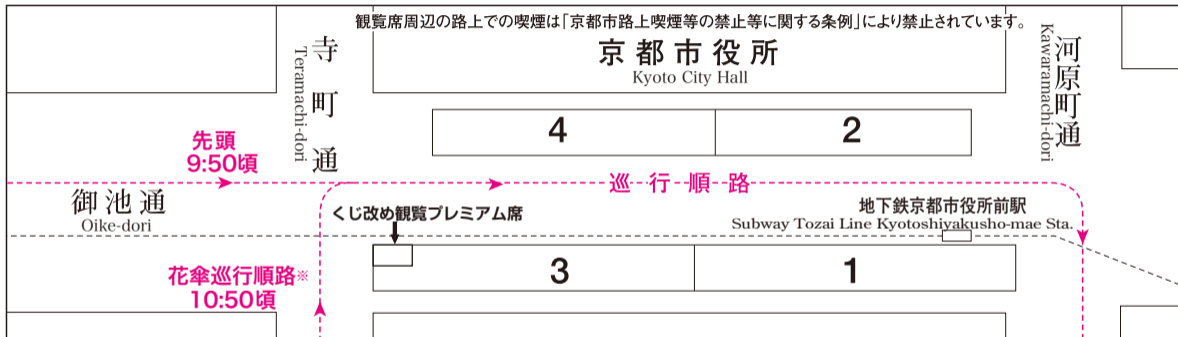 観覧席周辺の路上での喫煙は「京都市路上喫煙等の禁止等に関する条例」により禁止されています。
寺町通
Teramachi-dori
京都市役所
Kyoto City Hall
河原町通
Kawaramachi-dori
4
2
先頭
9:50頃
巡行順路
御池通
Oike-dori
くじ改め観覧プレミアム席
地下鉄京都市役所前駅
Subway Tozai Line Kyotoshiyakusho-mae Sta.
3
1
花傘巡行順路※
10:50頃